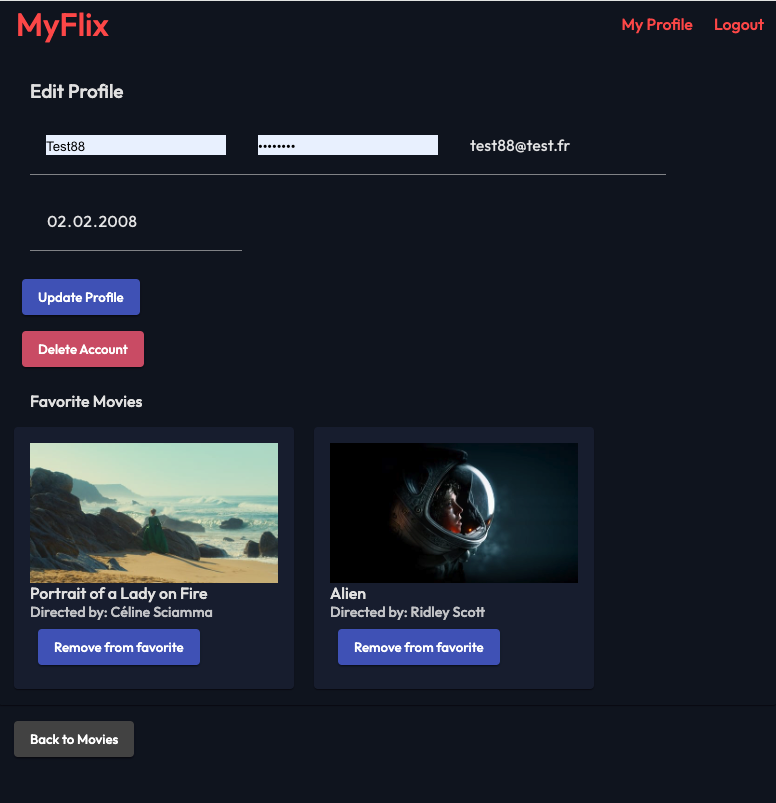 MyFlix
My Profile
Logout
Edit Profile
Test88
••••••••
test88@test.fr
02.02.2008
Update Profile
Delete Account
Favorite Movies
Portrait of a Lady on Fire
Directed by: Céline Sciamma
Remove from favorite
Alien
Directed by: Ridley Scott
Remove from favorite
Back to Movies